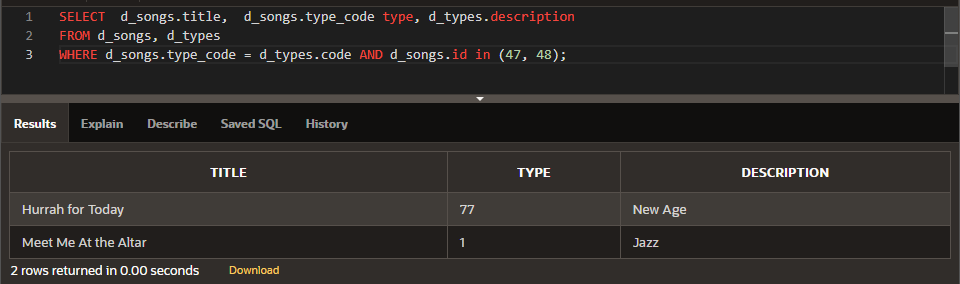 1 SELECT  d_songs.title,  d_songs.type_code type, d_types.description
2 FROM d_songs, d_types
3 WHERE d_songs.type_code = d_types.code AND d_songs.id in (47, 48);
Results Explain Describe Saved SQL History
TITLE TYPE DESCRIPTION
Hurrah for Today 77 New Age
Meet Me At the Altar 1 Jazz
2 rows returned in 0.00 seconds Download